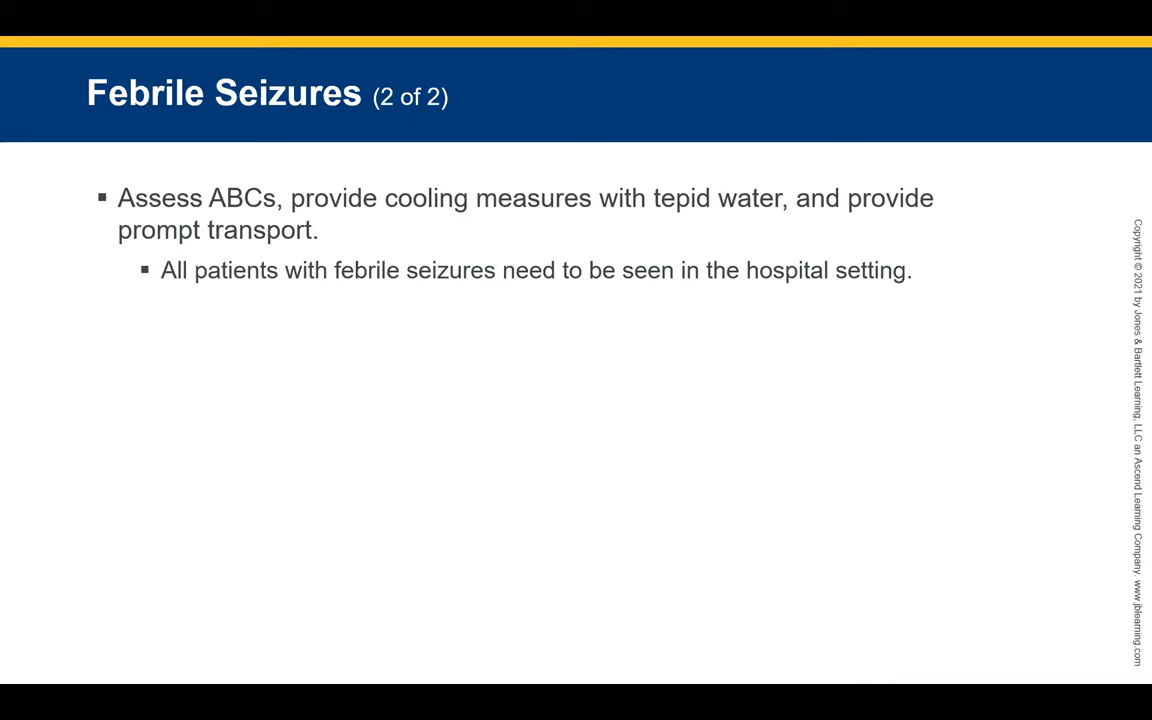 Febrile Seizures (2 of 2)
▪ Assess ABCs, provide cooling measures with tepid water, and provide
prompt transport.
▪ All patients with febrile seizures need to be seen in the hospital setting.
Copyright © 2021 by Jones & Bartlett Learning, LLC an Ascend Learning Company. www.jblearning.com